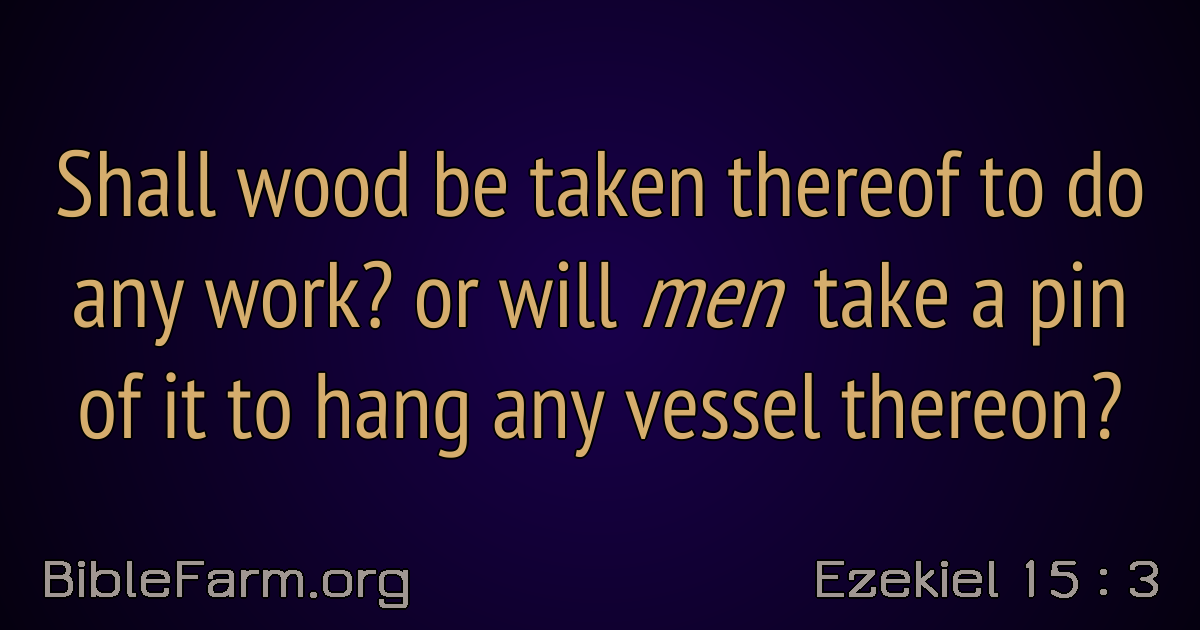 Shall wood be taken thereof to do
any work? or will men take a pin
of it to hang any vessel thereon?
BibleFarm.org
Ezekiel 15 : 3